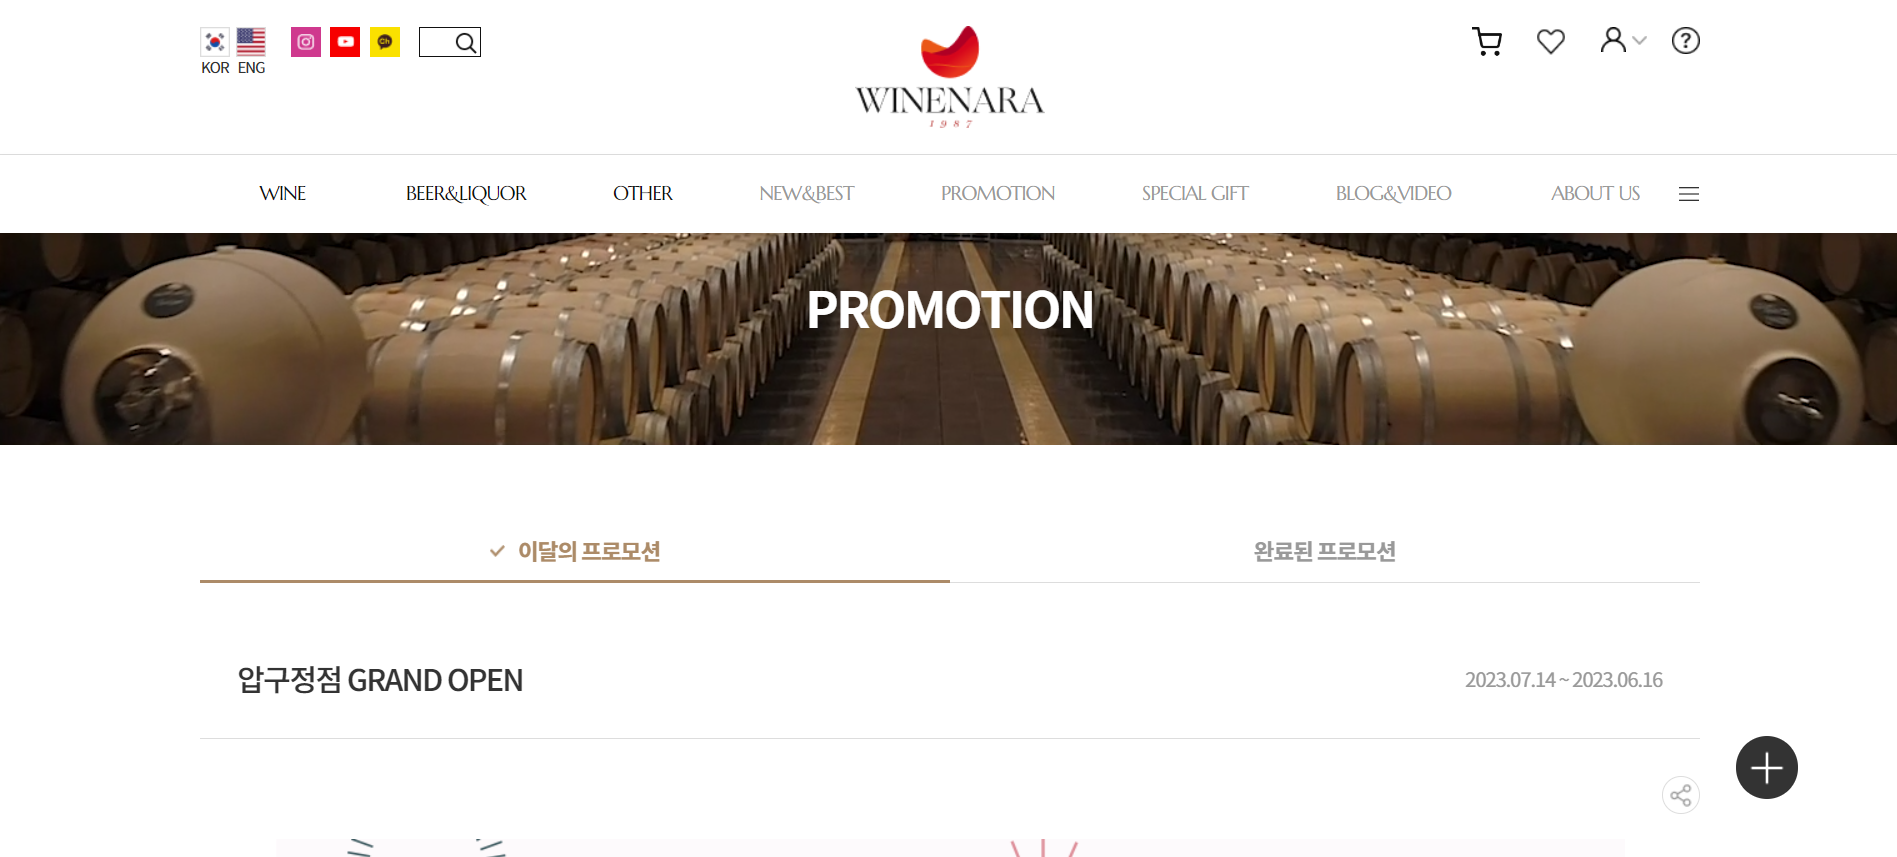 KOR ENG
Ch
WINENARA
1987
WINE BEER&LIQUOR OTHER NEW&BEST PROMOTION SPECIAL GIFT BLOG&VIDEO ABOUT US
PROMOTION
이달의 프로모션 완료된 프로모션
압구정점 GRAND OPEN 2023.07.14 ~ 2023.06.16